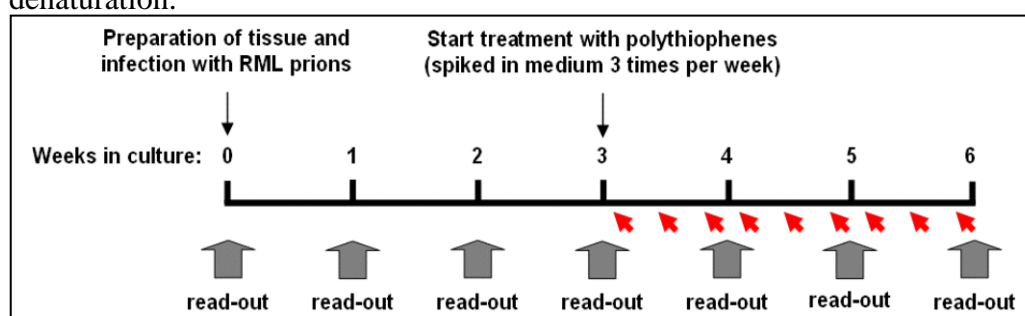 denaturation.
Preparation of tissue and
infection with RML prions
Start treatment with polythiophenes
(spiked in medium 3 times per week)
Weeks in culture: 0 1 2 3 4 5 6
read-out read-out read-out read-out read-out read-out read-out